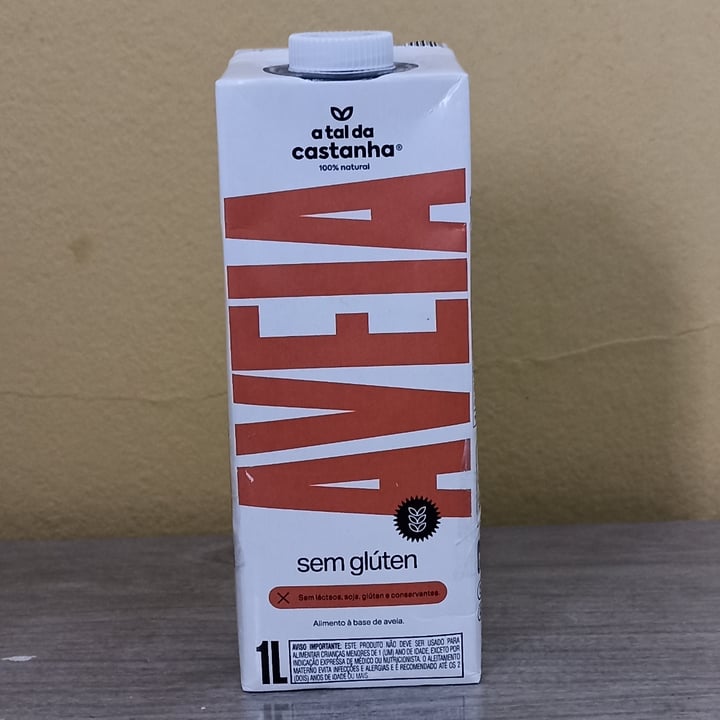 a tal da
castanha®
100% natural
AVEIA
sem glúten
Sem lácteos, soja, glúten e conservantes.
Alimento à base de aveia.
1L
AVISO IMPORTANTE: ESTE PRODUTO NÃO DEVE SER USADO PARA
ALIMENTAR CRIANÇAS MENORES DE 1 (UM) ANO DE IDADE, EXCETO POR
INDICAÇÃO EXPRESSA DE MÉDICO OU NUTRICIONISTA. O ALEITAMENTO
MATERNO EVITA INFECÇÕES E ALERGIAS E É RECOMENDADO ATÉ OS 2
(DOIS) ANOS DE IDADE OU MAIS.